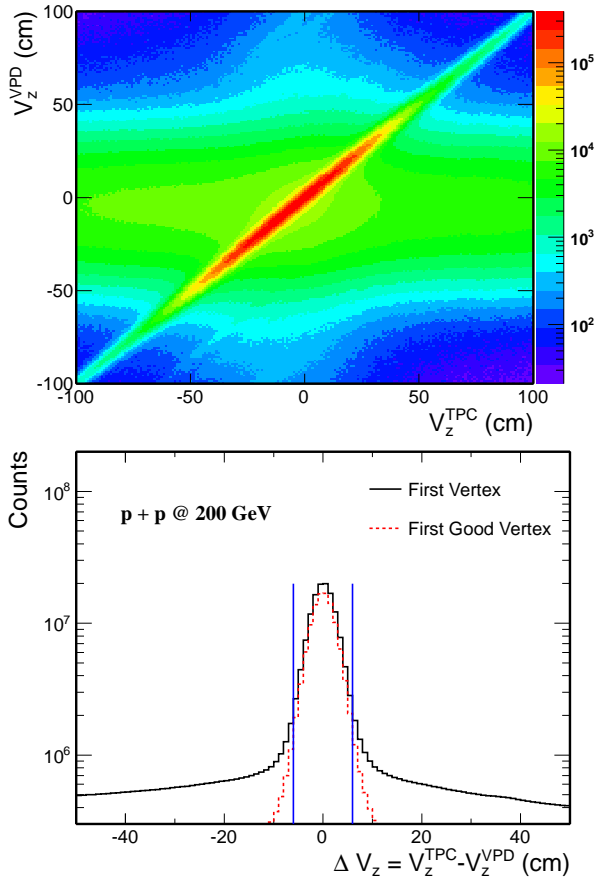 V_z^VPD (cm)
100
50
0
-50
-100
-100 -50 0 50 100
V_z^TPC (cm)
10^5
10^4
10^3
10^2
Counts
10^8
10^7
10^6
p + p @ 200 GeV
First Vertex
First Good Vertex
-40 -20 0 20 40
Δ V_z = V_z^TPC-V_z^VPD (cm)